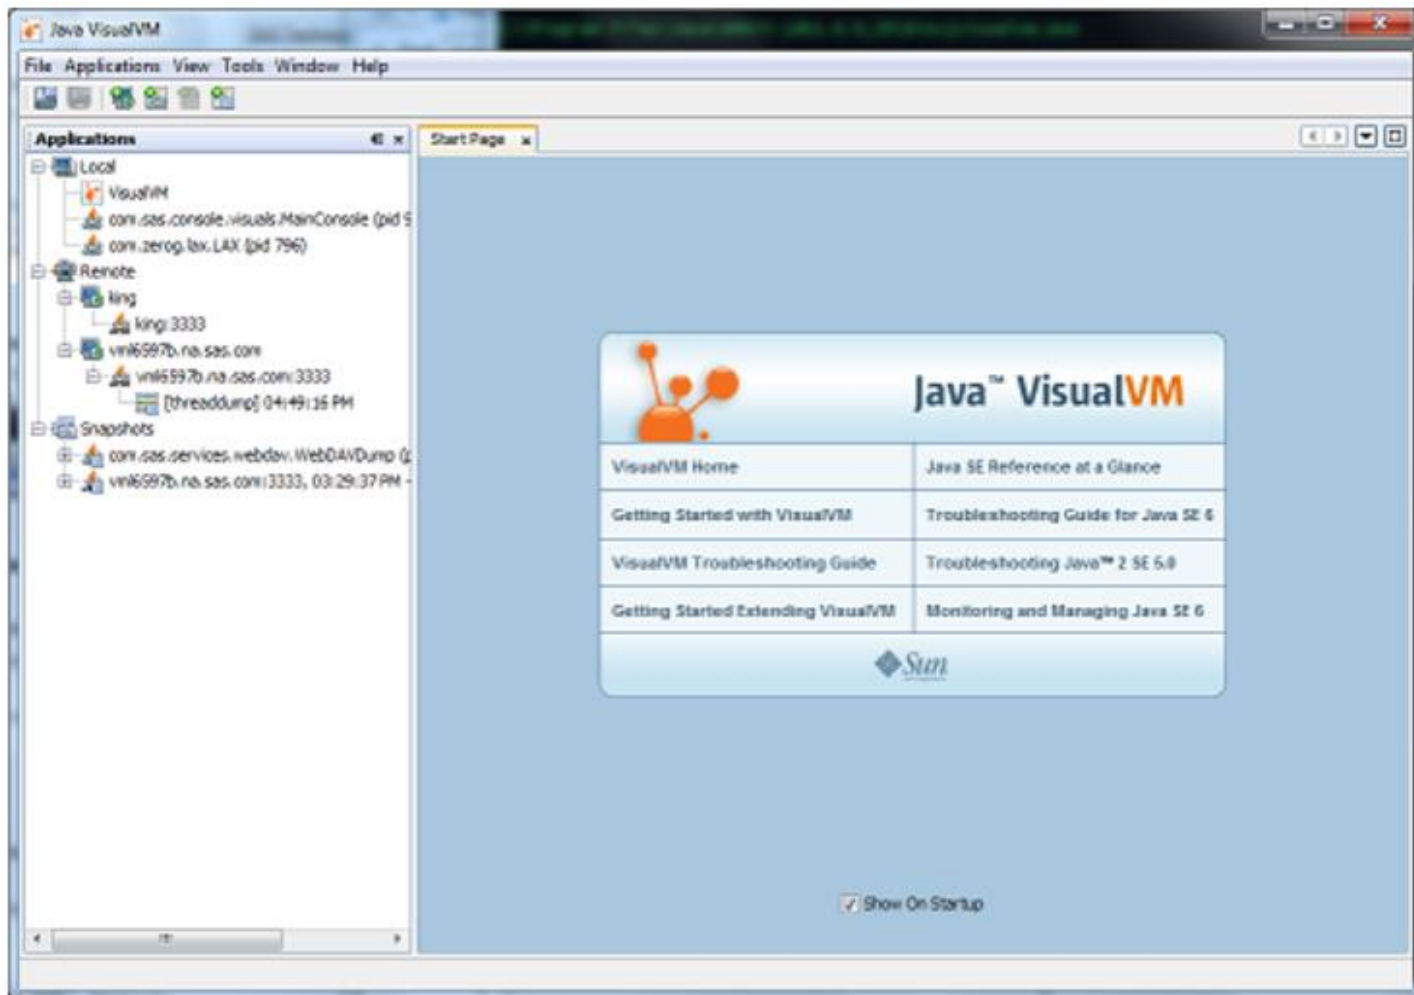 Java VisualVM
File Applications View Tools Window Help
Applications
Start Page
Local
VisualVM
com.sas.console.visuals.MainConsole (pid 9
com.zerog.lax.LAX (pid 796)
Remote
king
king:3333
vml6597b.na.sas.com
vml6597b.na.sas.com:3333
[threaddump] 04:49:16 PM
Snapshots
com.sas.services.webdav.WebDAVDump (p
vml6597b.na.sas.com:3333, 03:29:37 PM -
Java™ VisualVM
VisualVM Home
Java SE Reference at a Glance
Getting Started with VisualVM
Troubleshooting Guide for Java SE 6
VisualVM Troubleshooting Guide
Troubleshooting Java™ 2 SE 5.0
Getting Started Extending VisualVM
Monitoring and Managing Java SE 6
Sun
Show On Startup